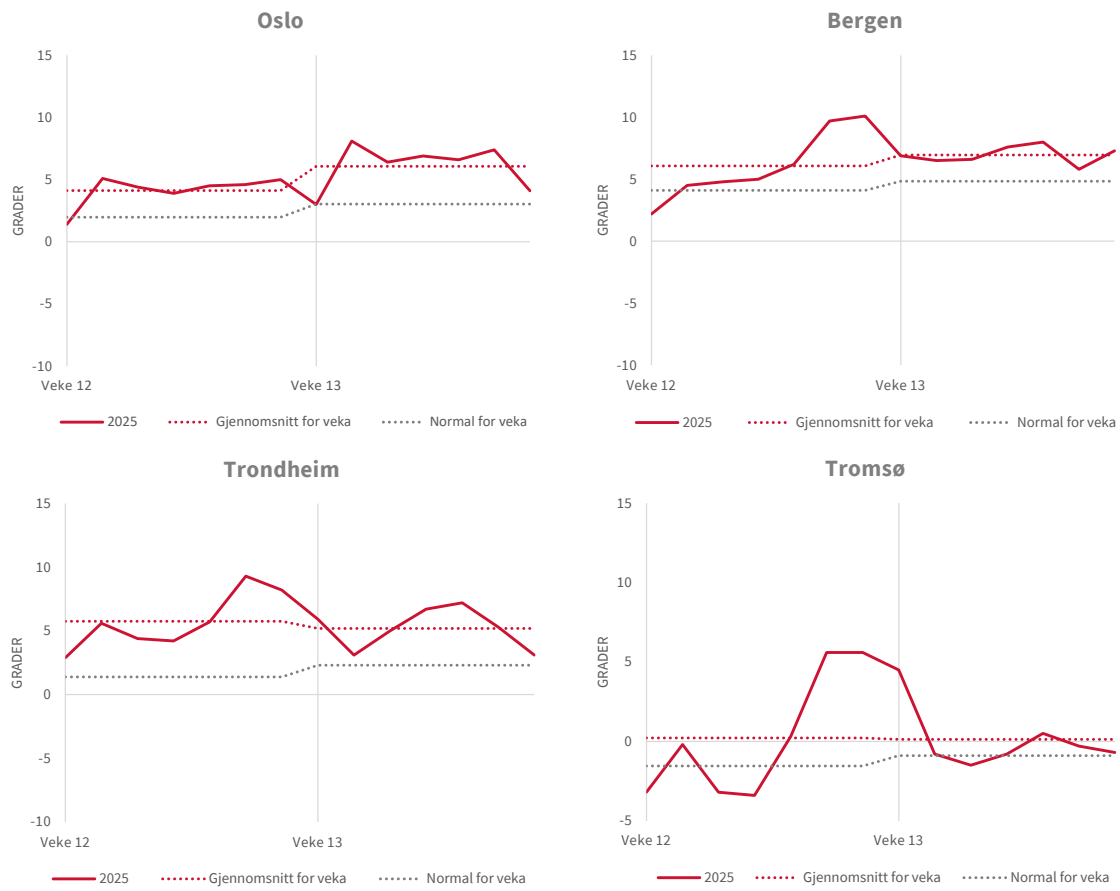 Oslo
15
10
5
0
-5
-10
GRADER
Veke 12
Veke 13
2025
Gjennomsnitt for veka
Normal for veka
Bergen
15
10
5
0
-5
-10
GRADER
Veke 12
Veke 13
2025
Gjennomsnitt for veka
Normal for veka
Trondheim
15
10
5
0
-5
-10
GRADER
Veke 12
Veke 13
2025
Gjennomsnitt for veka
Normal for veka
Tromsø
15
10
5
0
-5
GRADER
Veke 12
Veke 13
2025
Gjennomsnitt for veka
Normal for veka